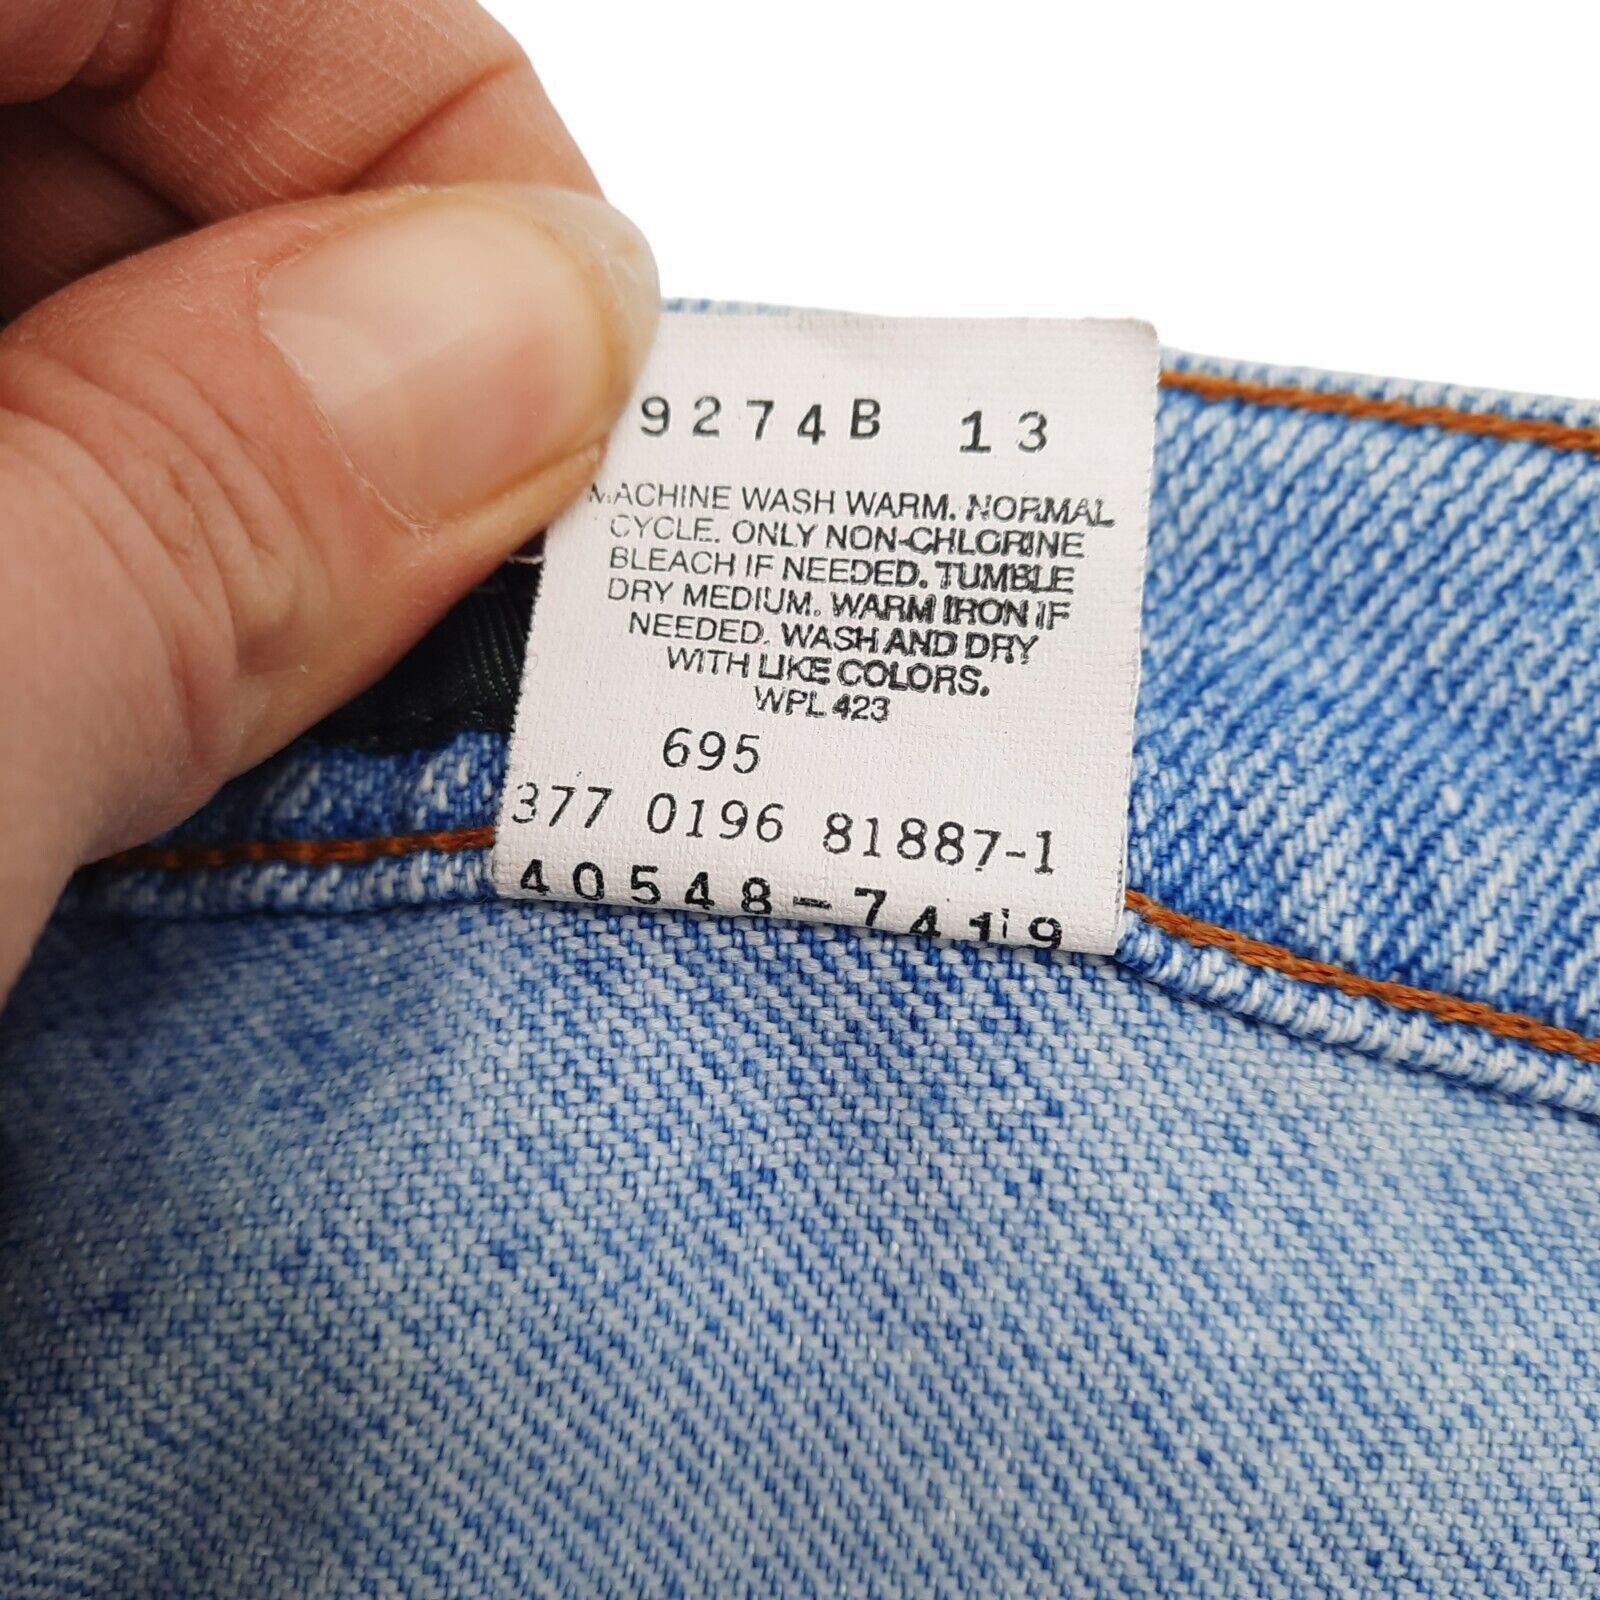 9274B 13
MACHINE WASH WARM. NORMAL
CYCLE. ONLY NON-CHLORINE
BLEACH IF NEEDED. TUMBLE
DRY MEDIUM. WARM IRON IF
NEEDED. WASH AND DRY
WITH LIKE COLORS.
WPL 423
695
377 0196 81887-1
40548-7419